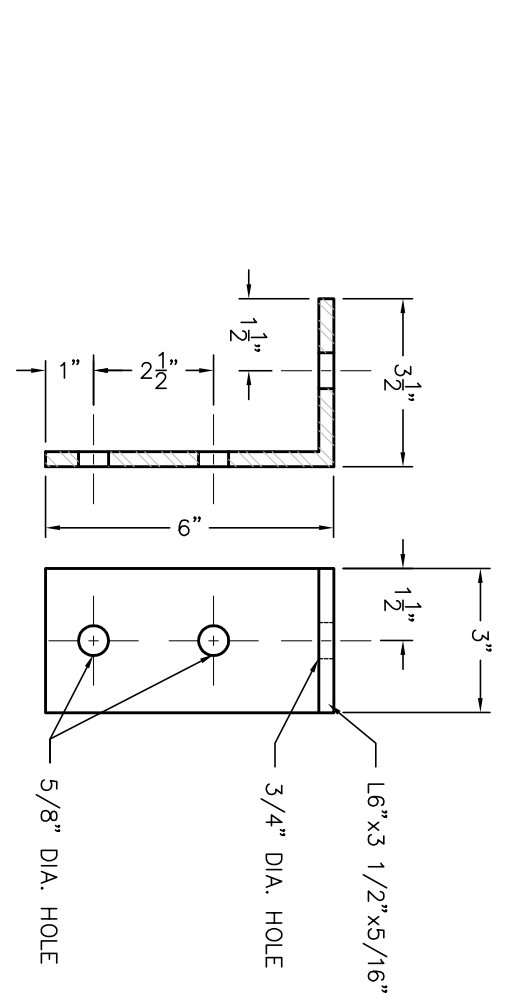 3 1/2"
1 1/2"
1"
2 1/2"
6"
3"
1 1/2"
L6"x3 1/2"x5/16"
3/4" DIA. HOLE
5/8" DIA. HOLE